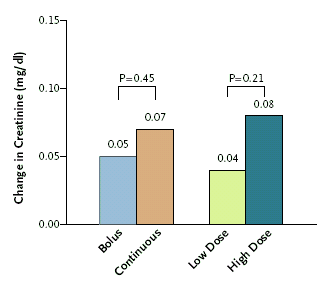 Change in Creatinine (mg/dl)
0.15
0.10
0.05
0.00
P=0.45
0.05
0.07
P=0.21
0.04
0.08
Bolus
Continuous
Low Dose
High Dose